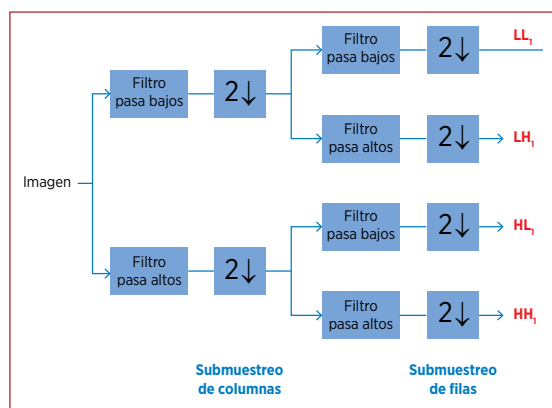 Filtro
pasa bajos
2↓
LL₁
Filtro
pasa bajos
2↓
Filtro
pasa altos
2↓
LH₁
Imagen
Filtro
pasa bajos
2↓
HL₁
Filtro
pasa altos
2↓
Filtro
pasa altos
2↓
HH₁
Submuestreo
de columnas
Submuestreo
de filas